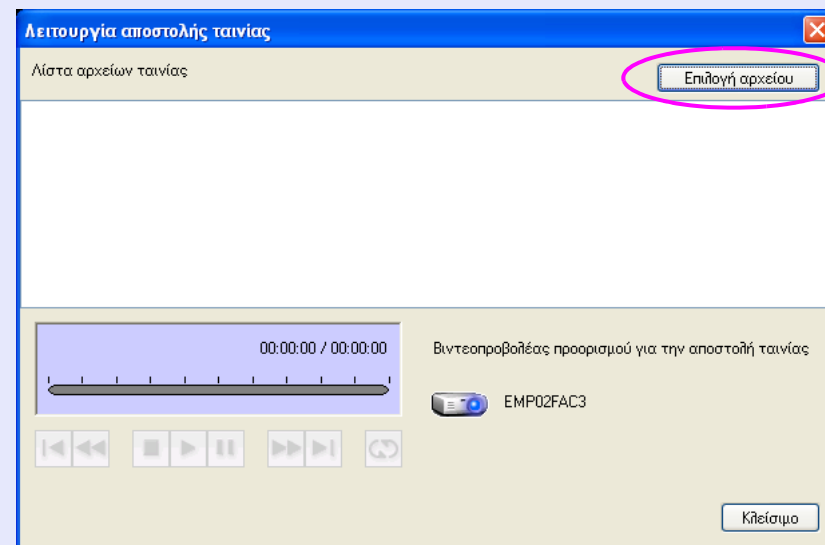 Λειτουργία αποστολής ταινίας
Λίστα αρχείων ταινίας
Επιλογή αρχείου
00:00:00 / 00:00:00
Βιντεοπροβολέας προορισμού για την αποστολή ταινίας
EMP02FAC3
Κλείσιμο